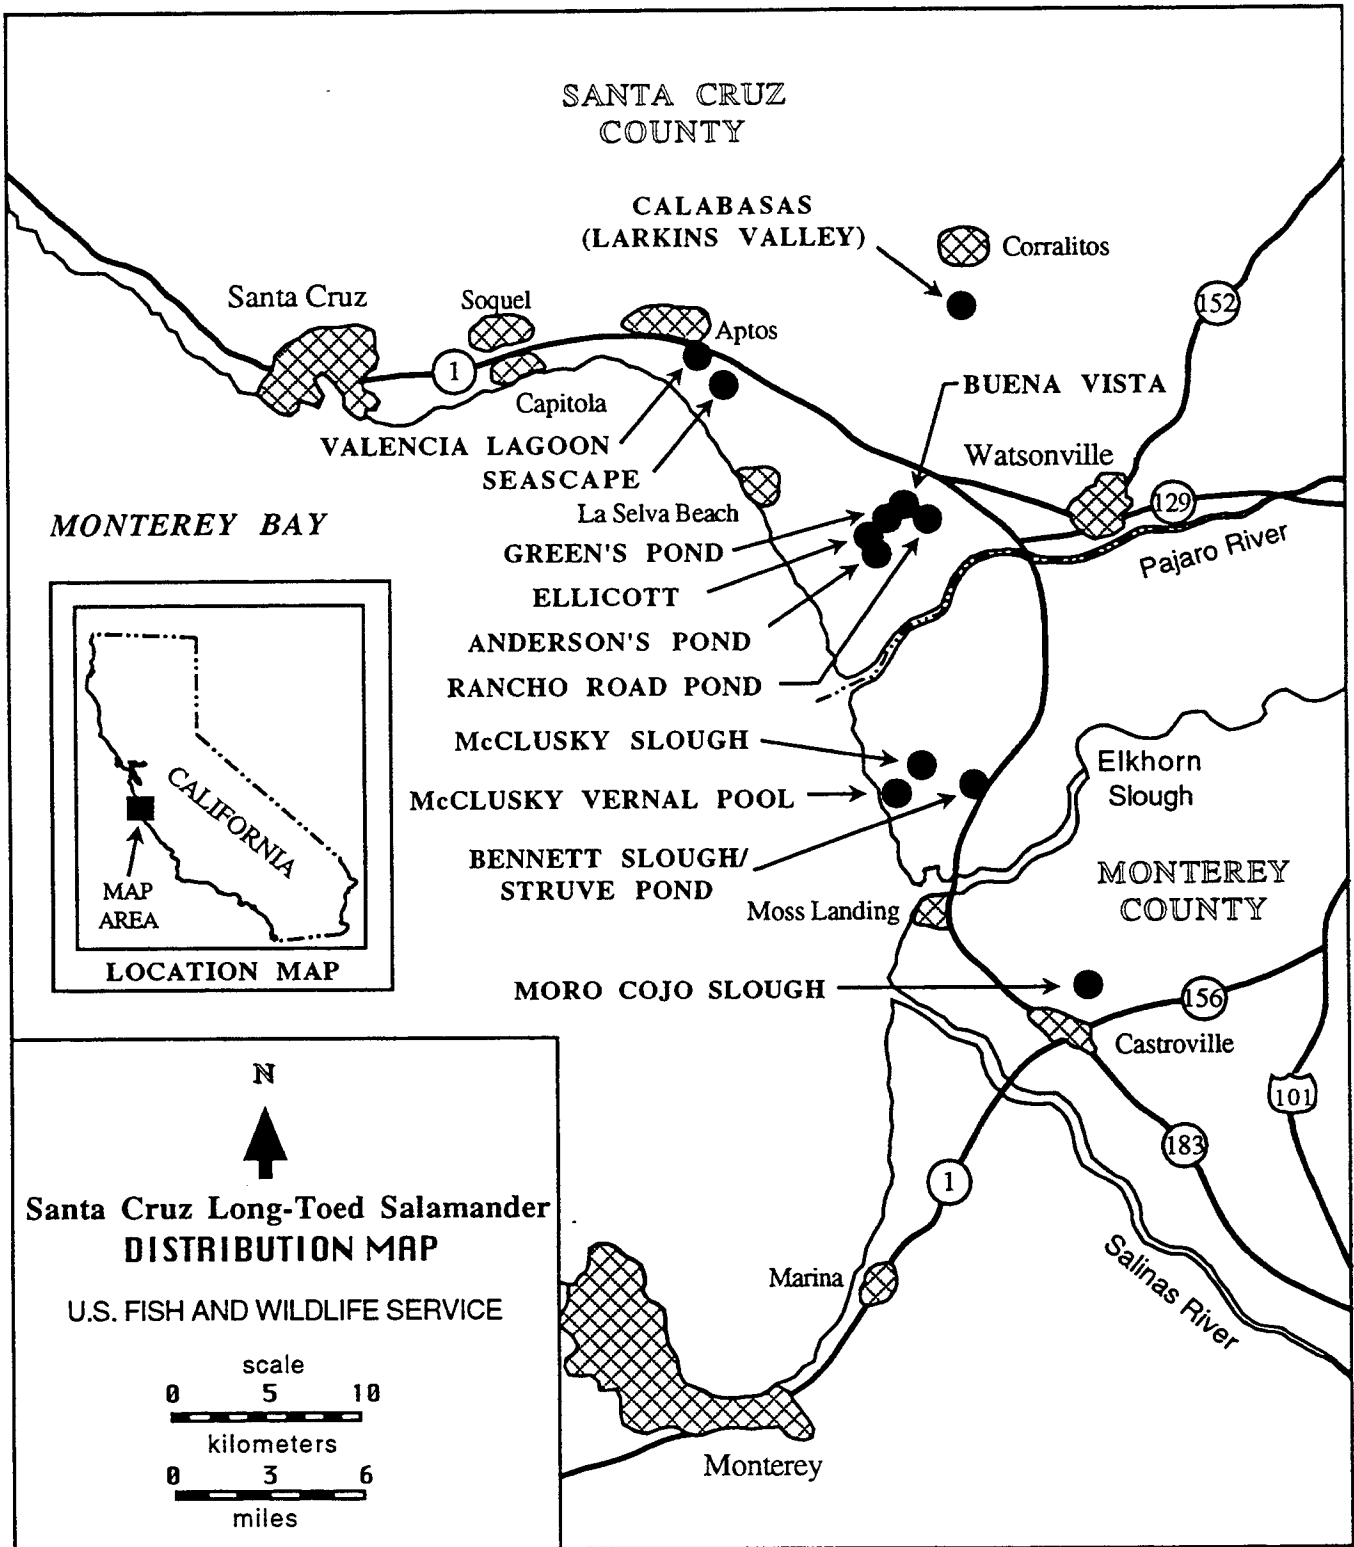 SANTA CRUZ
COUNTY
CALABASAS
(LARKINS VALLEY)
Corralitos
152
Santa Cruz
Soquel
Aptos
1
Capitola
BUENA VISTA
VALENCIA LAGOON
SEASCAPE
Watsonville
129
La Selva Beach
MONTEREY BAY
GREEN'S POND
Pajaro River
ELLICOTT
ANDERSON'S POND
RANCHO ROAD POND
McCLUSKY SLOUGH
Elkhorn
Slough
McCLUSKY VERNAL POOL
BENNETT SLOUGH/
STRUVE POND
MONTEREY
COUNTY
Moss Landing
CALIFORNIA
MAP
AREA
LOCATION MAP
MORO COJO SLOUGH
156
Castroville
101
183
1
Salinas River
Marina
Monterey
N
Santa Cruz Long-Toed Salamander
DISTRIBUTION MAP
U.S. FISH AND WILDLIFE SERVICE
scale
0 5 10
kilometers
0 3 6
miles